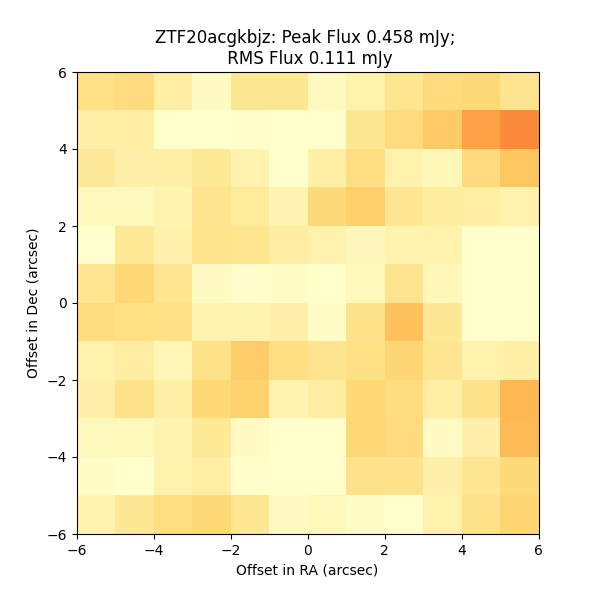 ZTF20acgkbjz: Peak Flux 0.458 mJy;
RMS Flux 0.111 mJy
6
4
2
0
−2
−4
−6
Offset in Dec (arcsec)
−6 −4 −2 0 2 4 6
Offset in RA (arcsec)